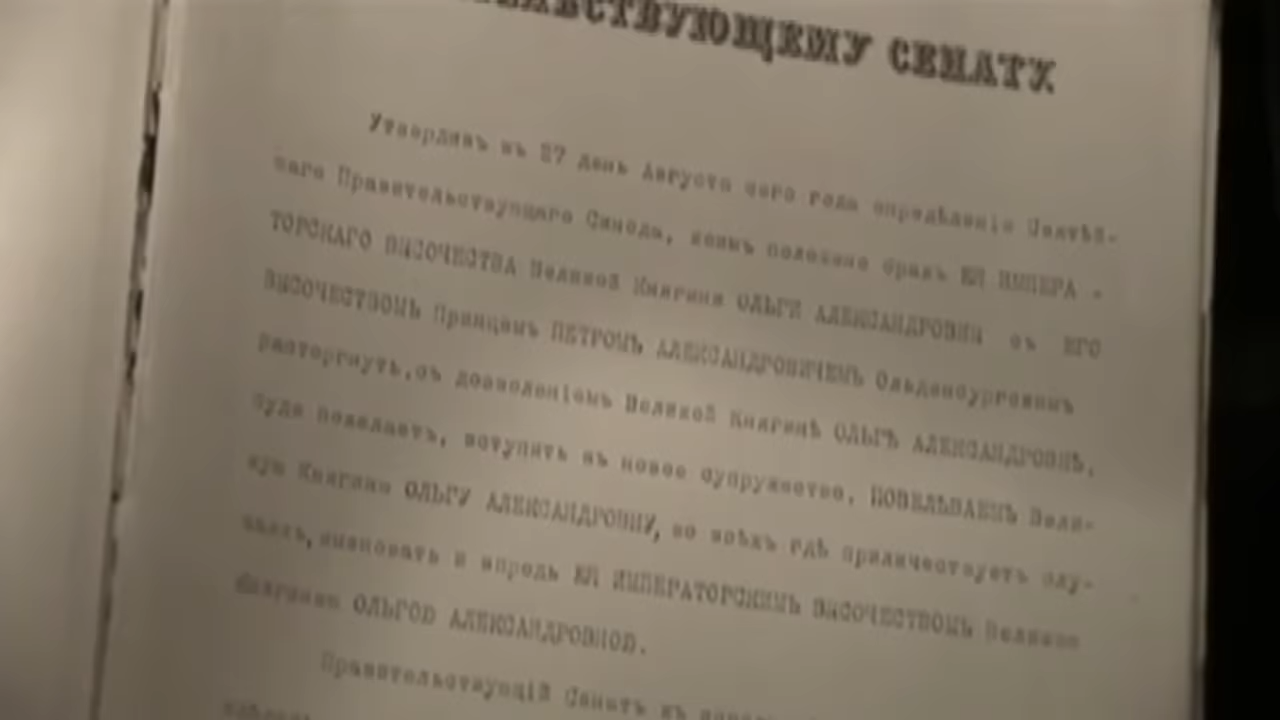 ПРАВИТЕЛЬСТВУЮЩЕМУ СЕНАТУ
Утвердивъ въ 27 день Августа сего года опредѣленіе Святѣй-
шаго Правительствующаго Синода, коимъ положено бракъ ЕЯ ИМПЕРА -
ТОРСКАГО ВЫСОЧЕСТВА Великой Княгини ОЛЬГИ АЛЕКСАНДРОВНЫ съ ЕГО
ВЫСОЧЕСТВОМЪ Принцемъ ПЕТРОМЪ АЛЕКСАНДРОВИЧЕМЪ Ольденбургскимъ
расторгнуть,съ дозволеніемъ Великой Княгинѣ ОЛЬГѢ АЛЕКСАНДРОВНѢ,
буде пожелаетъ, вступить въ новое супружество, ПОВЕЛѢВАЕМЪ Вели-
кую Княгиню ОЛЬГУ АЛЕКСАНДРОВНУ, во всѣхъ гдѣ приличествуетъ слу-
чаяхъ,именовать и впредь ЕЯ ИМПЕРАТОРСКИМЪ ВЫСОЧЕСТВОМЪ Великою
Княгинею ОЛЬГОЮ АЛЕКСАНДРОВНОЮ.
Правительствующій Сенатъ къ